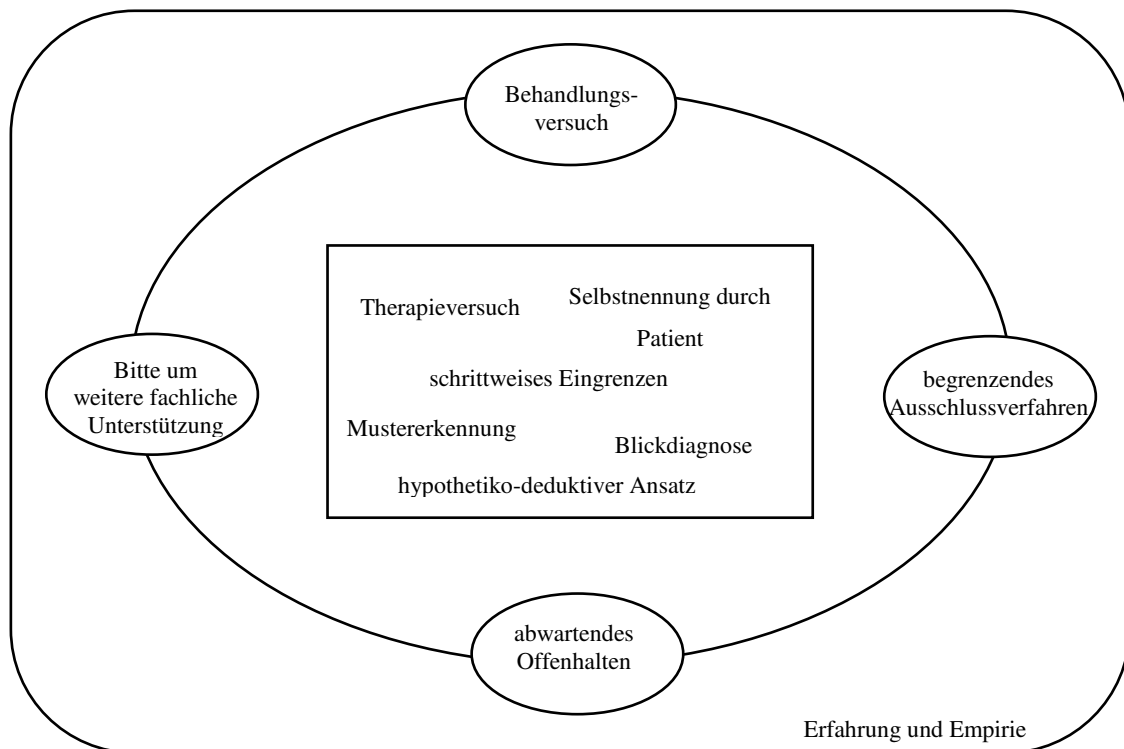 Behandlungs-
versuch
Therapieversuch
Selbstnennung durch
Patient
schrittweises Eingrenzen
Mustererkennung
Blickdiagnose
hypothetiko-deduktiver Ansatz
Bitte um
weitere fachliche
Unterstützung
begrenzendes
Ausschlussverfahren
abwartendes
Offenhalten
Erfahrung und Empirie